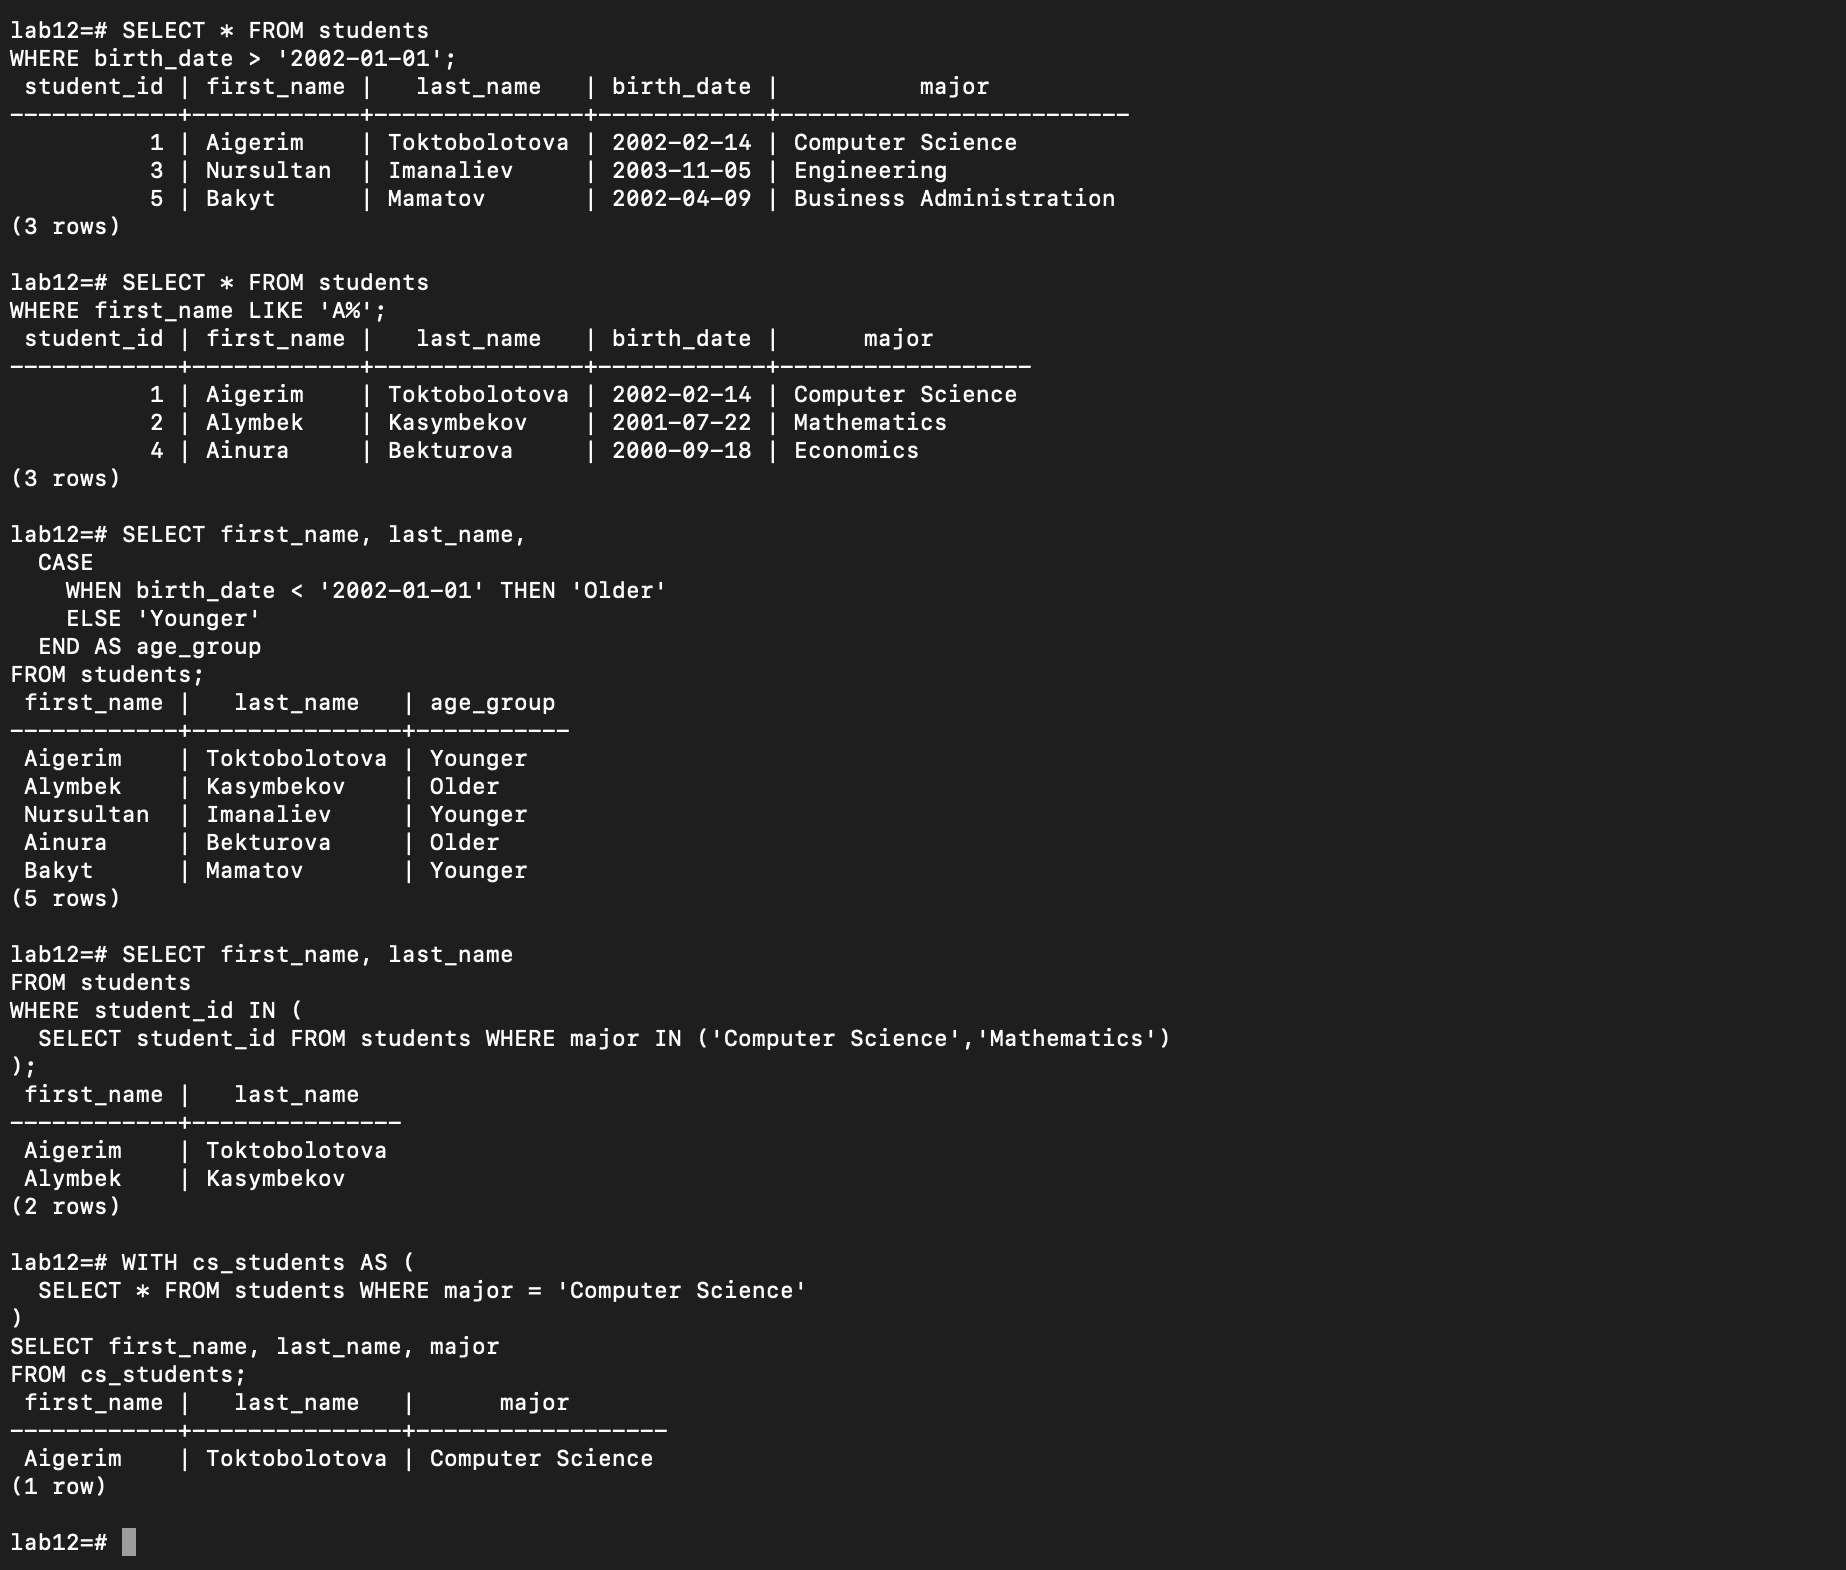 lab12=# SELECT * FROM students
WHERE birth_date > '2002-01-01';
 student_id | first_name |   last_name   | birth_date |          major
------------+------------+---------------+------------+-------------------------
          1 | Aigerim    | Toktobolotova | 2002-02-14 | Computer Science
          3 | Nursultan  | Imanaliev     | 2003-11-05 | Engineering
          5 | Bakyt      | Mamatov       | 2002-04-09 | Business Administration
(3 rows)

lab12=# SELECT * FROM students
WHERE first_name LIKE 'A%';
 student_id | first_name |   last_name   | birth_date |      major
------------+------------+---------------+------------+------------------
          1 | Aigerim    | Toktobolotova | 2002-02-14 | Computer Science
          2 | Alymbek    | Kasymbekov    | 2001-07-22 | Mathematics
          4 | Ainura     | Bekturova     | 2000-09-18 | Economics
(3 rows)

lab12=# SELECT first_name, last_name,
  CASE
    WHEN birth_date < '2002-01-01' THEN 'Older'
    ELSE 'Younger'
  END AS age_group
FROM students;
 first_name |   last_name   | age_group
------------+---------------+-----------
 Aigerim    | Toktobolotova | Younger
 Alymbek    | Kasymbekov    | Older
 Nursultan  | Imanaliev     | Younger
 Ainura     | Bekturova     | Older
 Bakyt      | Mamatov       | Younger
(5 rows)

lab12=# SELECT first_name, last_name
FROM students
WHERE student_id IN (
  SELECT student_id FROM students WHERE major IN ('Computer Science','Mathematics')
);
 first_name |   last_name
------------+---------------
 Aigerim    | Toktobolotova
 Alymbek    | Kasymbekov
(2 rows)

lab12=# WITH cs_students AS (
  SELECT * FROM students WHERE major = 'Computer Science'
)
SELECT first_name, last_name, major
FROM cs_students;
 first_name |   last_name   |      major
------------+---------------+------------------
 Aigerim    | Toktobolotova | Computer Science
(1 row)

lab12=#